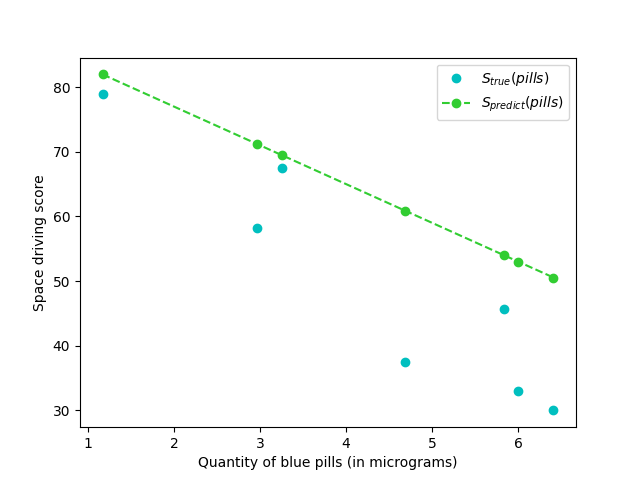 S_true(pills)
S_predict(pills)
80
70
60
50
40
30
Space driving score
1 2 3 4 5 6
Quantity of blue pills (in micrograms)